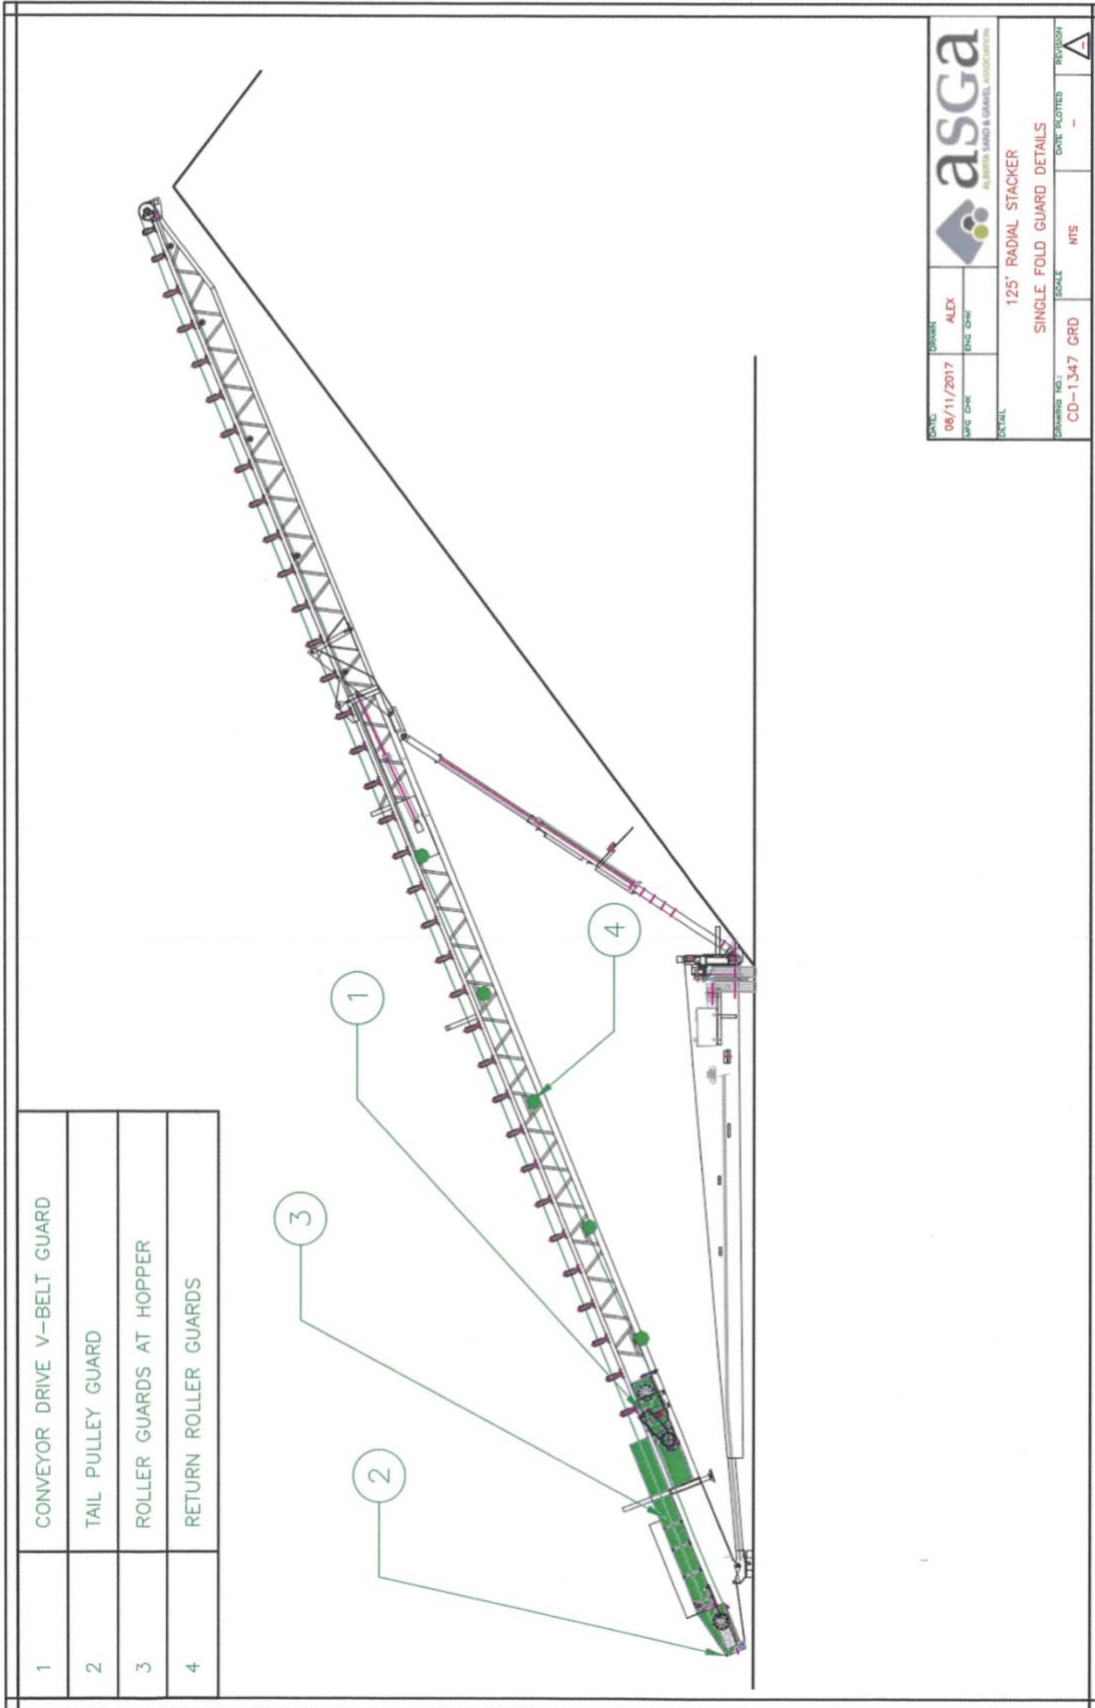 1 CONVEYOR DRIVE V-BELT GUARD
2 TAIL PULLEY GUARD
3 ROLLER GUARDS AT HOPPER
4 RETURN ROLLER GUARDS
2
3
1
4
DATE: 08/11/2017
DRAWN ALEX
MFG CHK
ENG CHK
asGa
ALBERTA SAND & GRAVEL ASSOCIATION
DETAIL
125' RADIAL STACKER
SINGLE FOLD GUARD DETAILS
DRAWING NO.: CD-1347 GRD
SCALE NTS
DATE PLOTTED -
REVISION -